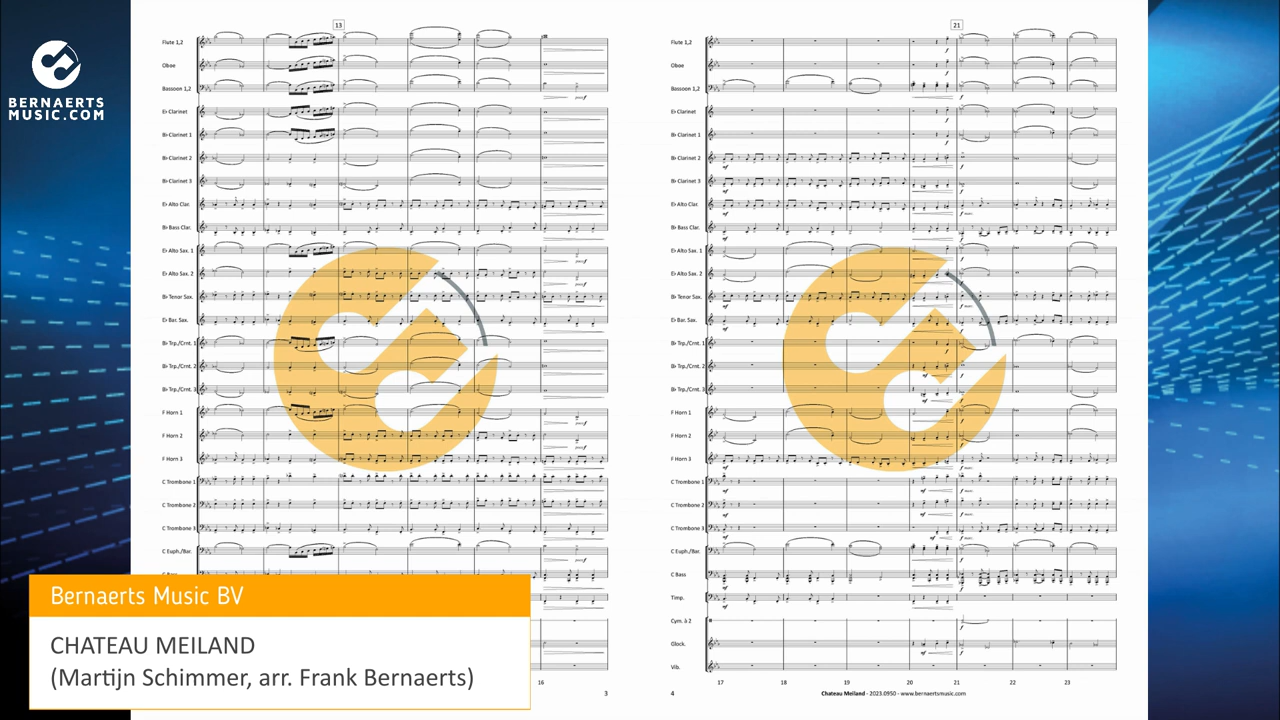 BERNAERTS
MUSIC.COM
13
Flute 1,2
Oboe
Bassoon 1,2
E♭ Clarinet
B♭ Clarinet 1
B♭ Clarinet 2
B♭ Clarinet 3
E♭ Alto Clar.
B♭ Bass Clar.
E♭ Alto Sax. 1
E♭ Alto Sax. 2
B♭ Tenor Sax.
E♭ Bar. Sax.
B♭ Trp./Crnt. 1
B♭ Trp./Crnt. 2
B♭ Trp./Crnt. 3
F Horn 1
F Horn 2
F Horn 3
C Trombone 1
C Trombone 2
C Trombone 3
C Euph./Bar.
16
3
21
Flute 1,2
Oboe
Bassoon 1,2
E♭ Clarinet
B♭ Clarinet 1
B♭ Clarinet 2
B♭ Clarinet 3
E♭ Alto Clar.
B♭ Bass Clar.
E♭ Alto Sax. 1
E♭ Alto Sax. 2
B♭ Tenor Sax.
E♭ Bar. Sax.
B♭ Trp./Crnt. 1
B♭ Trp./Crnt. 2
B♭ Trp./Crnt. 3
F Horn 1
F Horn 2
F Horn 3
C Trombone 1
C Trombone 2
C Trombone 3
C Euph./Bar.
C Bass
Timp.
Cym. à 2
Glock.
Vib.
17 18 19 20 21 22 23
4 Chateau Meiland - 2023.0950 - www.bernaertsmusic.com
Bernaerts Music BV
CHATEAU MEILAND
(Martijn Schimmer, arr. Frank Bernaerts)